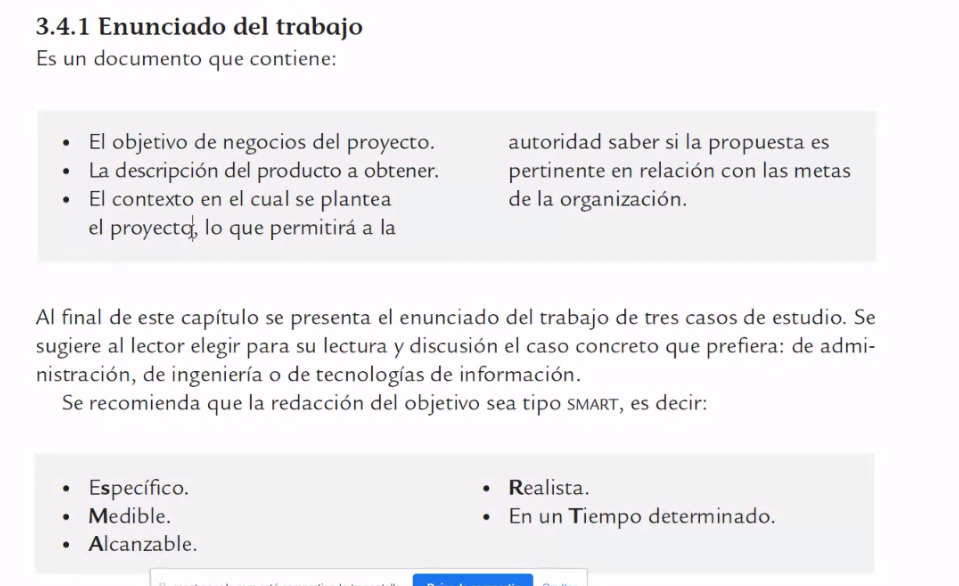 3.4.1 Enunciado del trabajo
Es un documento que contiene:
• El objetivo de negocios del proyecto.
• La descripción del producto a obtener.
• El contexto en el cual se plantea
el proyecto, lo que permitirá a la
autoridad saber si la propuesta es
pertinente en relación con las metas
de la organización.
Al final de este capítulo se presenta el enunciado del trabajo de tres casos de estudio. Se
sugiere al lector elegir para su lectura y discusión el caso concreto que prefiera: de admi-
nistración, de ingeniería o de tecnologías de información.
Se recomienda que la redacción del objetivo sea tipo SMART, es decir:
• Específico.
• Medible.
• Alcanzable.
• Realista.
• En un Tiempo determinado.